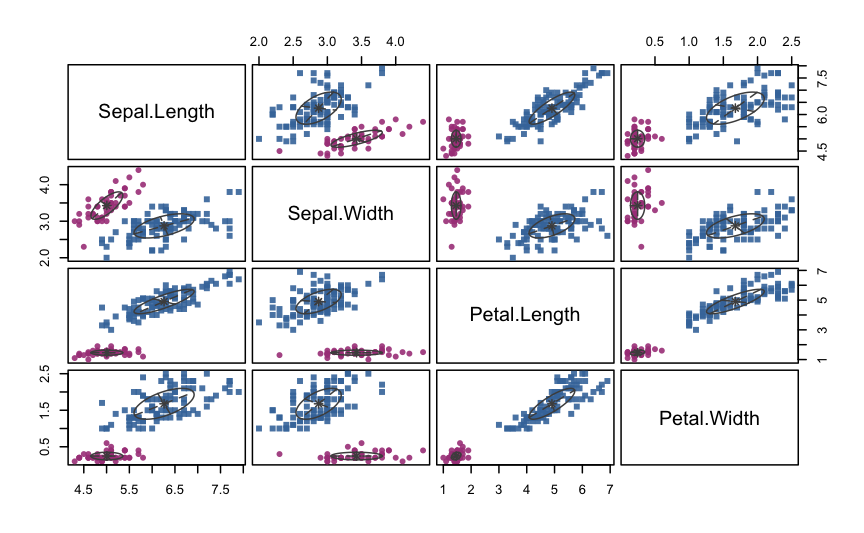 2.0 2.5 3.0 3.5 4.0
0.5 1.0 1.5 2.0 2.5
Sepal.Length
4.5 6.0 7.5
2.0 3.0 4.0
Sepal.Width
Petal.Length
1 3 5 7
0.5 1.5 2.5
Petal.Width
4.5 5.5 6.5 7.5
1 2 3 4 5 6 7